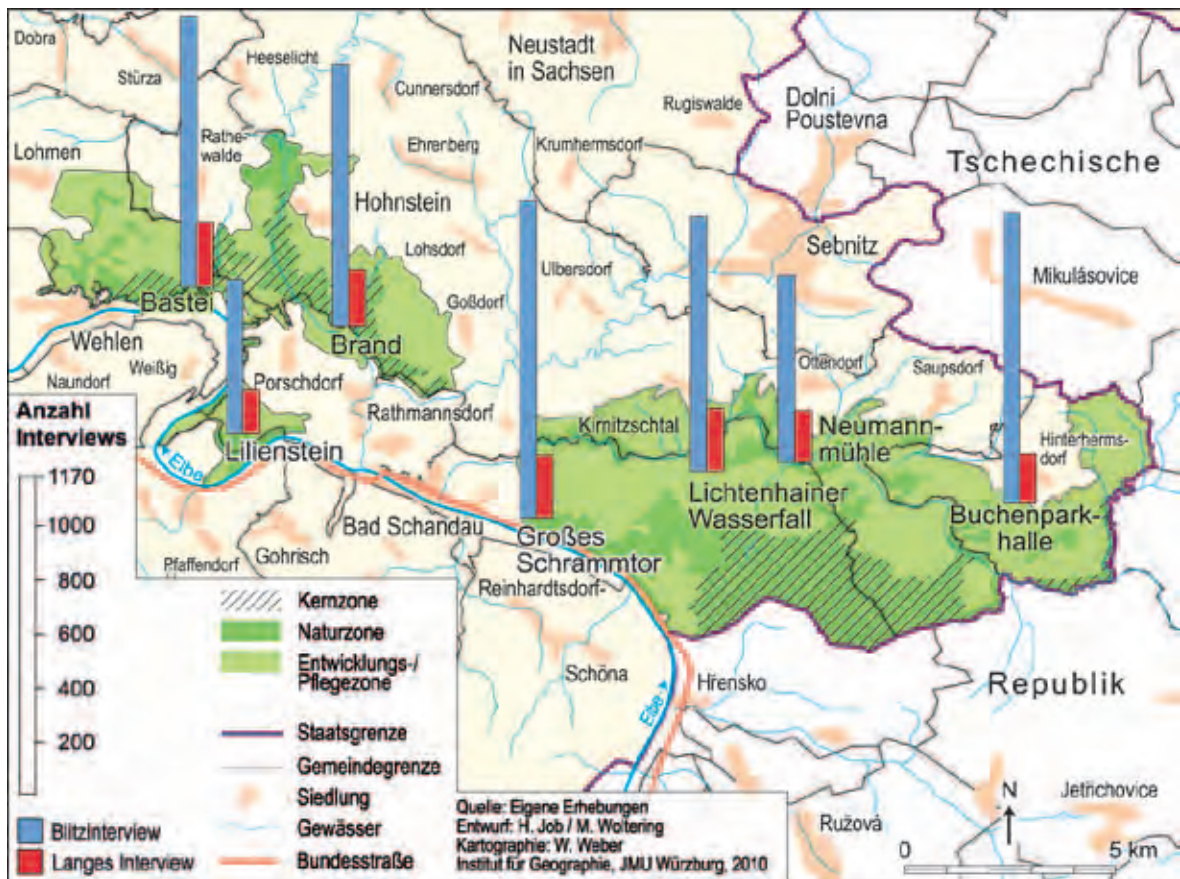 Dobra
Stürza
Heeselicht
Cunnersdorf
Neustadt
in Sachsen
Rugiswalde
Dolni
Poustevna
Tschechische
Lohmen
Rathe-
walde
Ehrenberg
Krumhermsdorf
Hohnstein
Lohsdorf
Ulbersdorf
Sebnitz
Mikulásovice
Bastei
Goßdorf
Wehlen
Weißig
Naundorf
Brand
Porschdorf
Rathmannsdorf
Ottendorf
Saupsdorf
Kirnitzschtal
Neumann-
mühle
Hinterherms-
dorf
Lilienstein
Elbe
Lichtenhainer
Wasserfall
Buchenpark-
halle
Bad Schandau
Großes
Schrammtor
Pfaffendorf
Gohrisch
Reinhardtsdorf-
Schöna
Elbe
Hřensko
Republik
Jetřichovice
Ružová
Anzahl
Interviews
1170
1000
800
600
400
200
Blitzinterview
Langes Interview
Kernzone
Naturzone
Entwicklungs-/
Pflegezone
Staatsgrenze
Gemeindegrenze
Siedlung
Gewässer
Bundesstraße
Quelle: Eigene Erhebungen
Entwurf: H. Job / M. Woltering
Kartographie: W. Weber
Institut für Geographie, JMU Würzburg, 2010
N
0 5 km